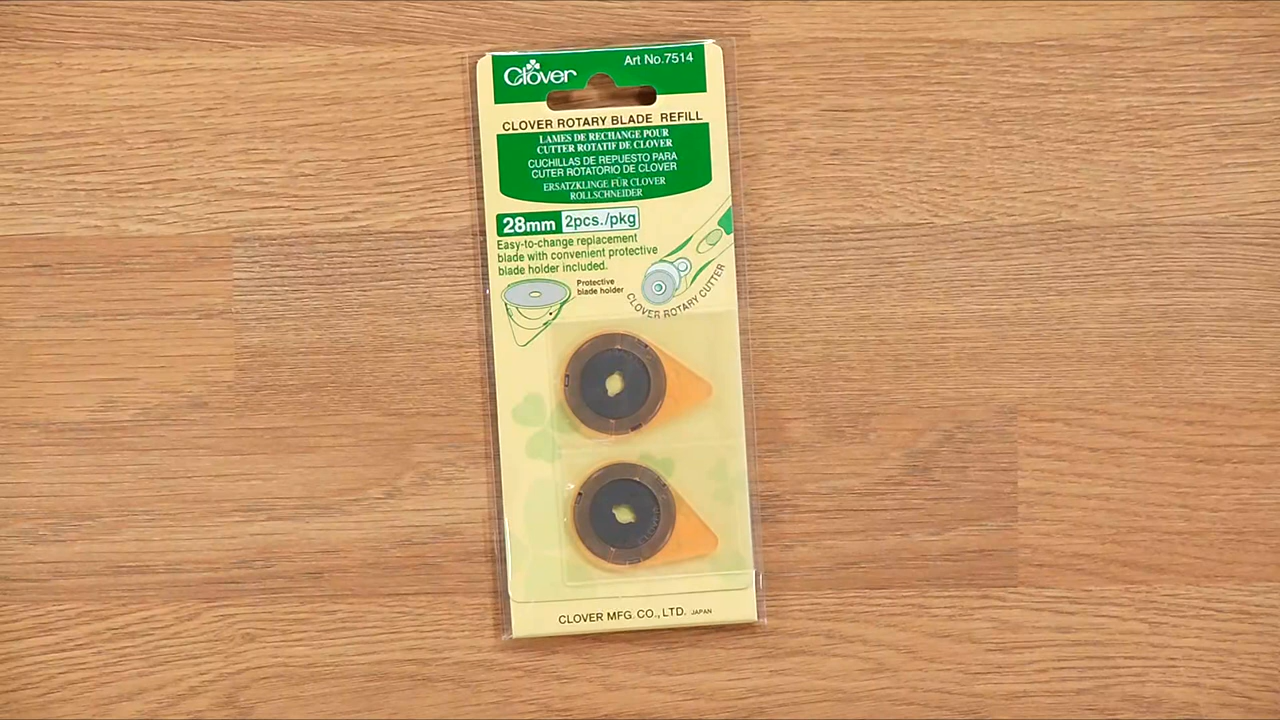 Clover
Art No.7514
CLOVER ROTARY BLADE REFILL
LAMES DE RECHANGE POUR
CUTTER ROTATIF DE CLOVER
CUCHILLAS DE REPUESTO PARA
CUTER ROTATORIO DE CLOVER
ERSATZKLINGE FÜR CLOVER
ROLLSCHNEIDER
28mm 2pcs./pkg
Easy-to-change replacement
blade with convenient protective
blade holder included.
Protective
blade holder
CLOVER ROTARY CUTTER
CLOVER
CLOVER MFG. CO., LTD. JAPAN